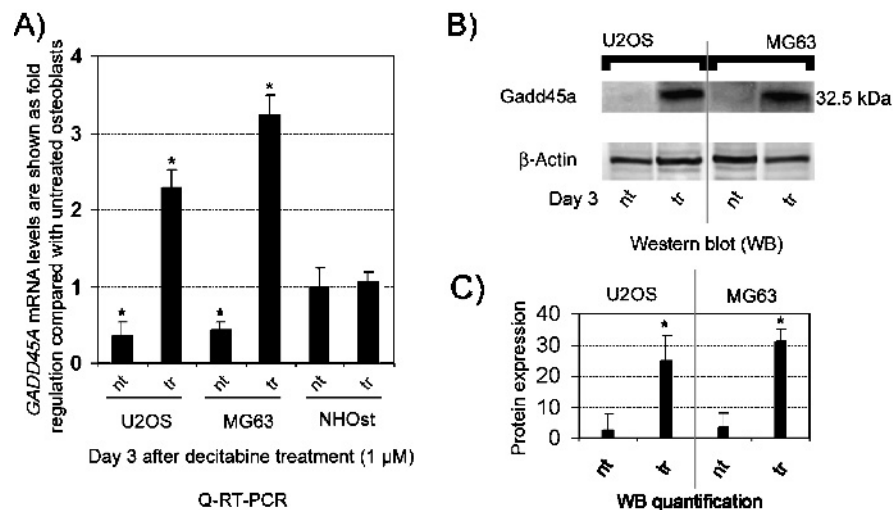 A)
GADD45A mRNA levels are shown as fold
regulation compared with untreated osteoblasts
4
3
2
1
0
*
*
*
*
nt
tr
nt
tr
nt
tr
U2OS
MG63
NHOst
Day 3 after decitabine treatment (1 µM)
Q-RT-PCR
B)
U2OS
MG63
Gadd45a
32.5 kDa
β-Actin
Day 3
nt
tr
nt
tr
Western blot (WB)
C)
U2OS
MG63
Protein expression
40
30
20
10
0
*
*
nt
tr
nt
tr
WB quantification